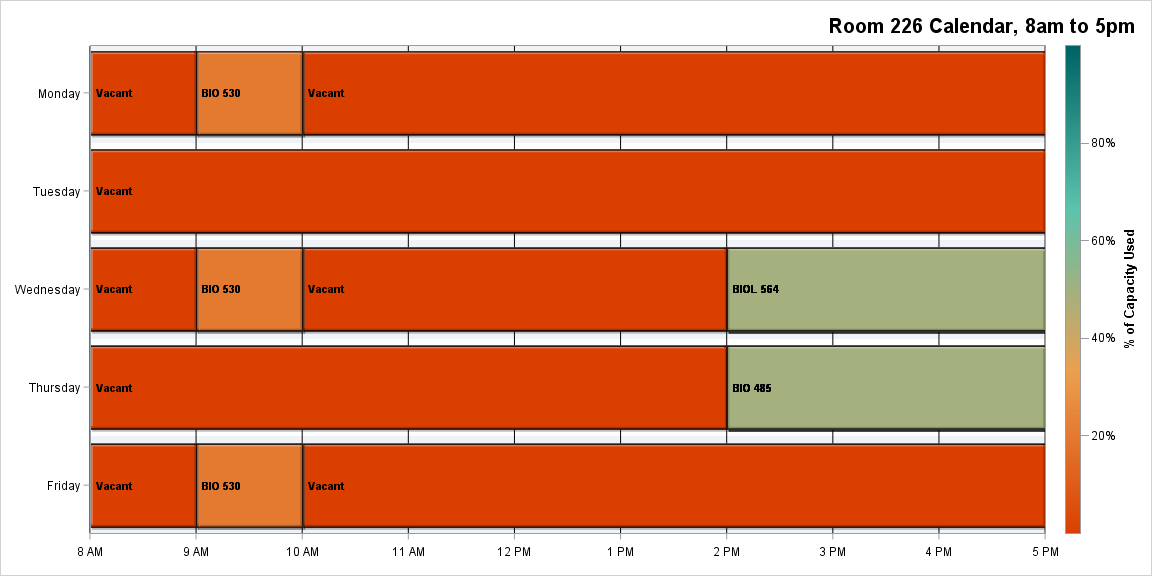 Room 226 Calendar, 8am to 5pm
Monday
Vacant
BIO 530
Vacant
Tuesday
Vacant
Wednesday
Vacant
BIO 530
Vacant
BIOL 564
Thursday
Vacant
BIO 485
Friday
Vacant
BIO 530
Vacant
8 AM 9 AM 10 AM 11 AM 12 PM 1 PM 2 PM 3 PM 4 PM 5 PM
80%
60%
40%
20%
% of Capacity Used